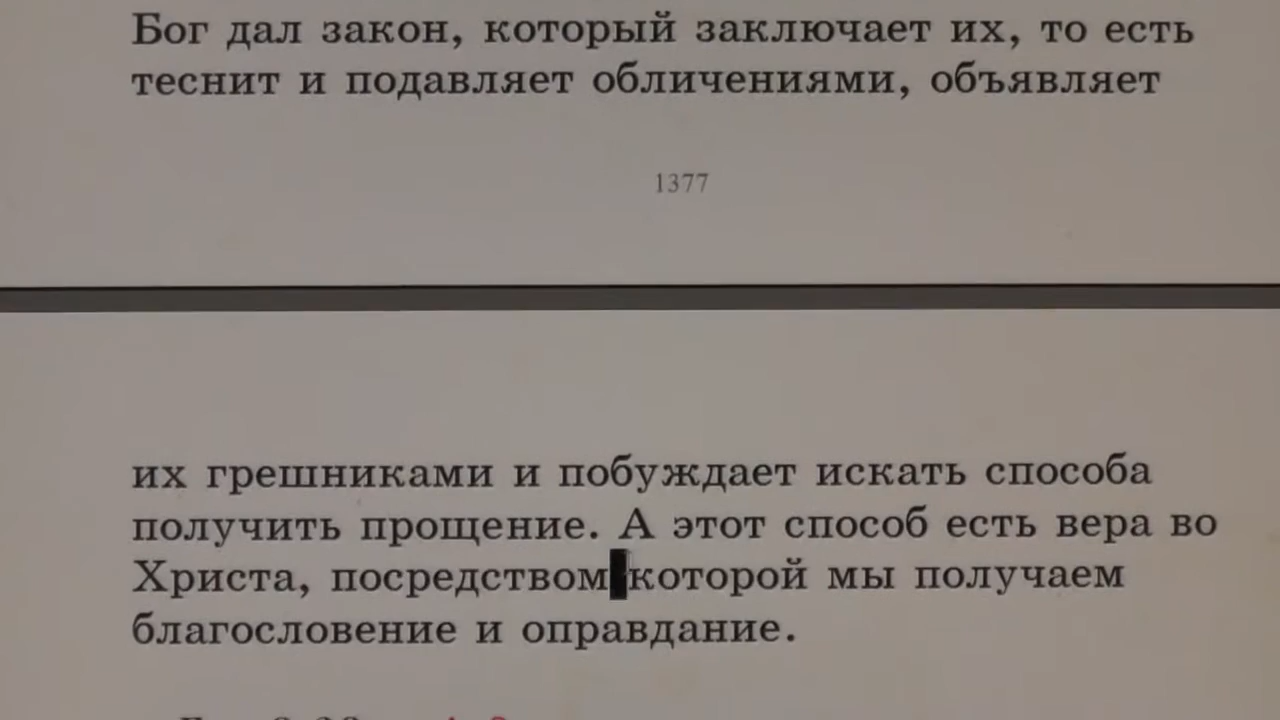 Бог дал закон, который заключает их, то есть
теснит и подавляет обличениями, объявляет
1377
их грешниками и побуждает искать способа
получить прощение. А этот способ есть вера во
Христа, посредством которой мы получаем
благословение и оправдание.